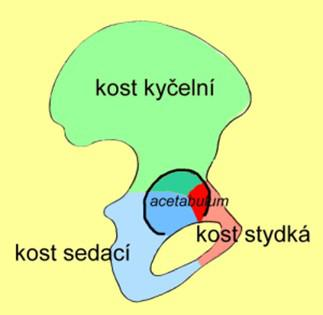 kost kyčelní
acetabulum
kost stydká
kost sedací